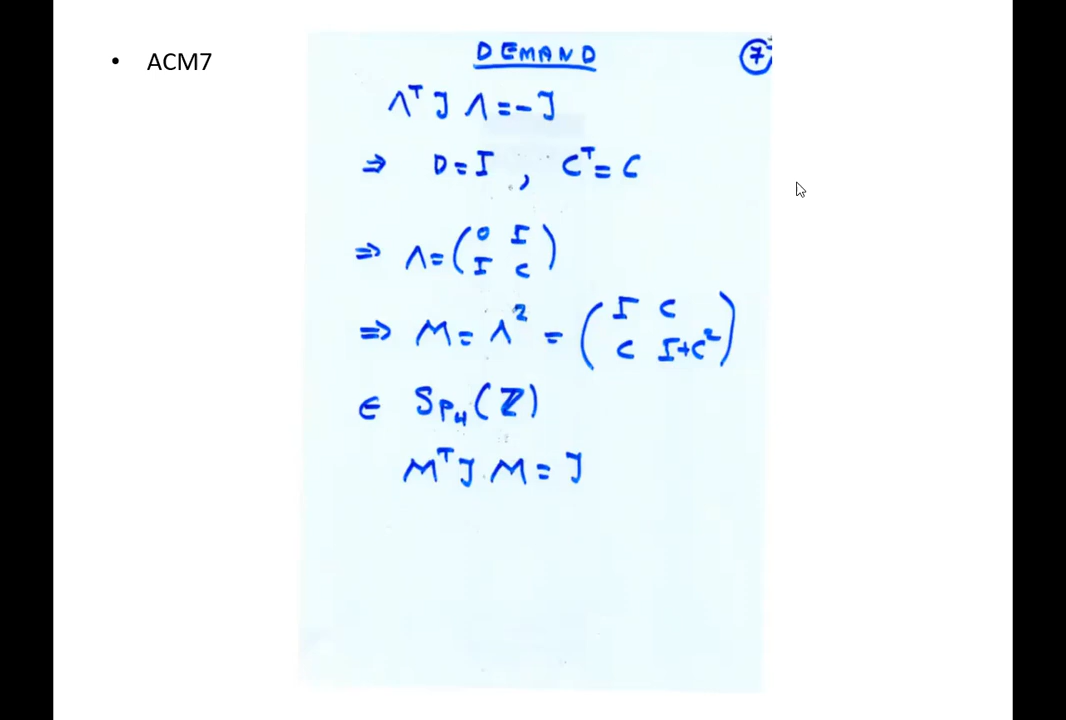 • ACM7
DEMAND
⑦
Λᵀ J Λ = - J
⇒ D = I , Cᵀ = C
⇒ Λ = ( 0 I
I C )
⇒ M = Λ² = ( I C
C I+C² )
∈ Sp₄(ℤ)
Mᵀ J M = J